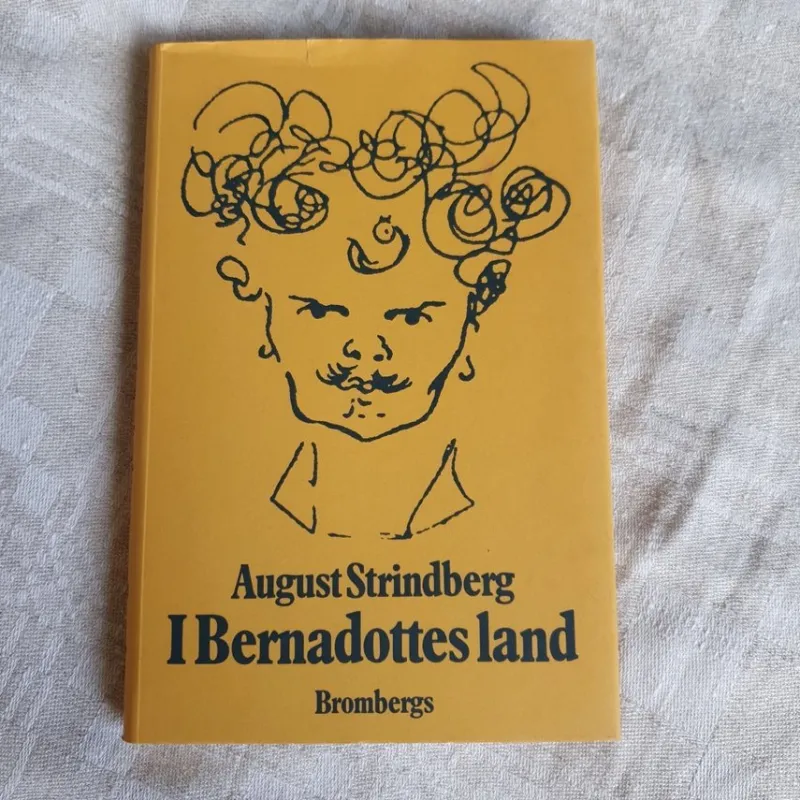 August Strindberg
I Bernadottes land
Brombergs